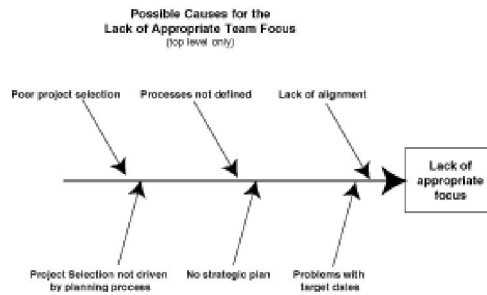 Possible Causes for the
Lack of Appropriate Team Focus
(top level only)
Poor project selection
Processes not defined
Lack of alignment
Lack of
appropriate
focus
Project Selection not driven
by planning process
No strategic plan
Problems with
target dates